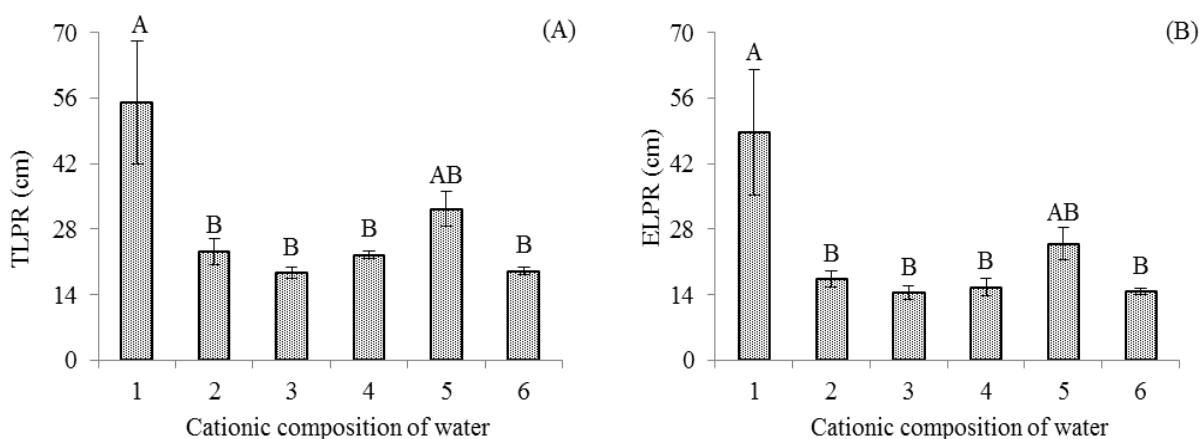 (A)
TLPR (cm)
70
56
42
28
14
0
A
B
B
B
AB
B
1 2 3 4 5 6
Cationic composition of water
(B)
ELPR (cm)
70
56
42
28
14
0
A
B
B
B
AB
B
1 2 3 4 5 6
Cationic composition of water